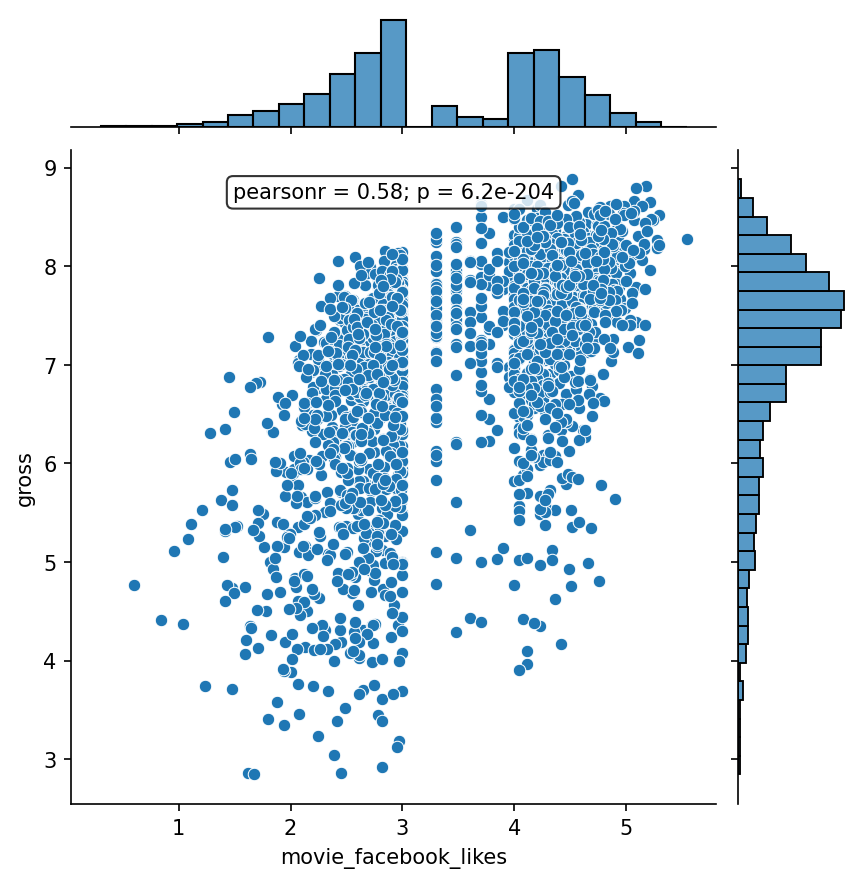 pearsonr = 0.58; p = 6.2e-204
9
8
7
6
5
4
3
gross
1 2 3 4 5
movie_facebook_likes